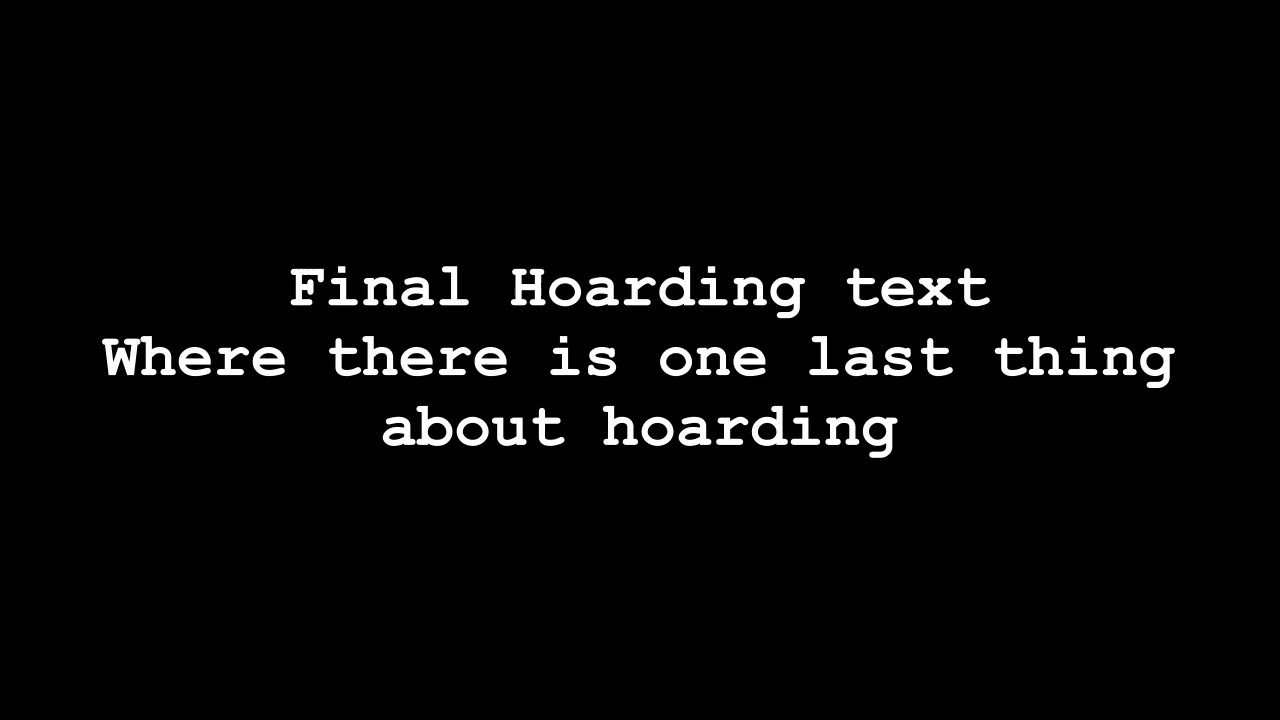 Final Hoarding text
Where there is one last thing
about hoarding